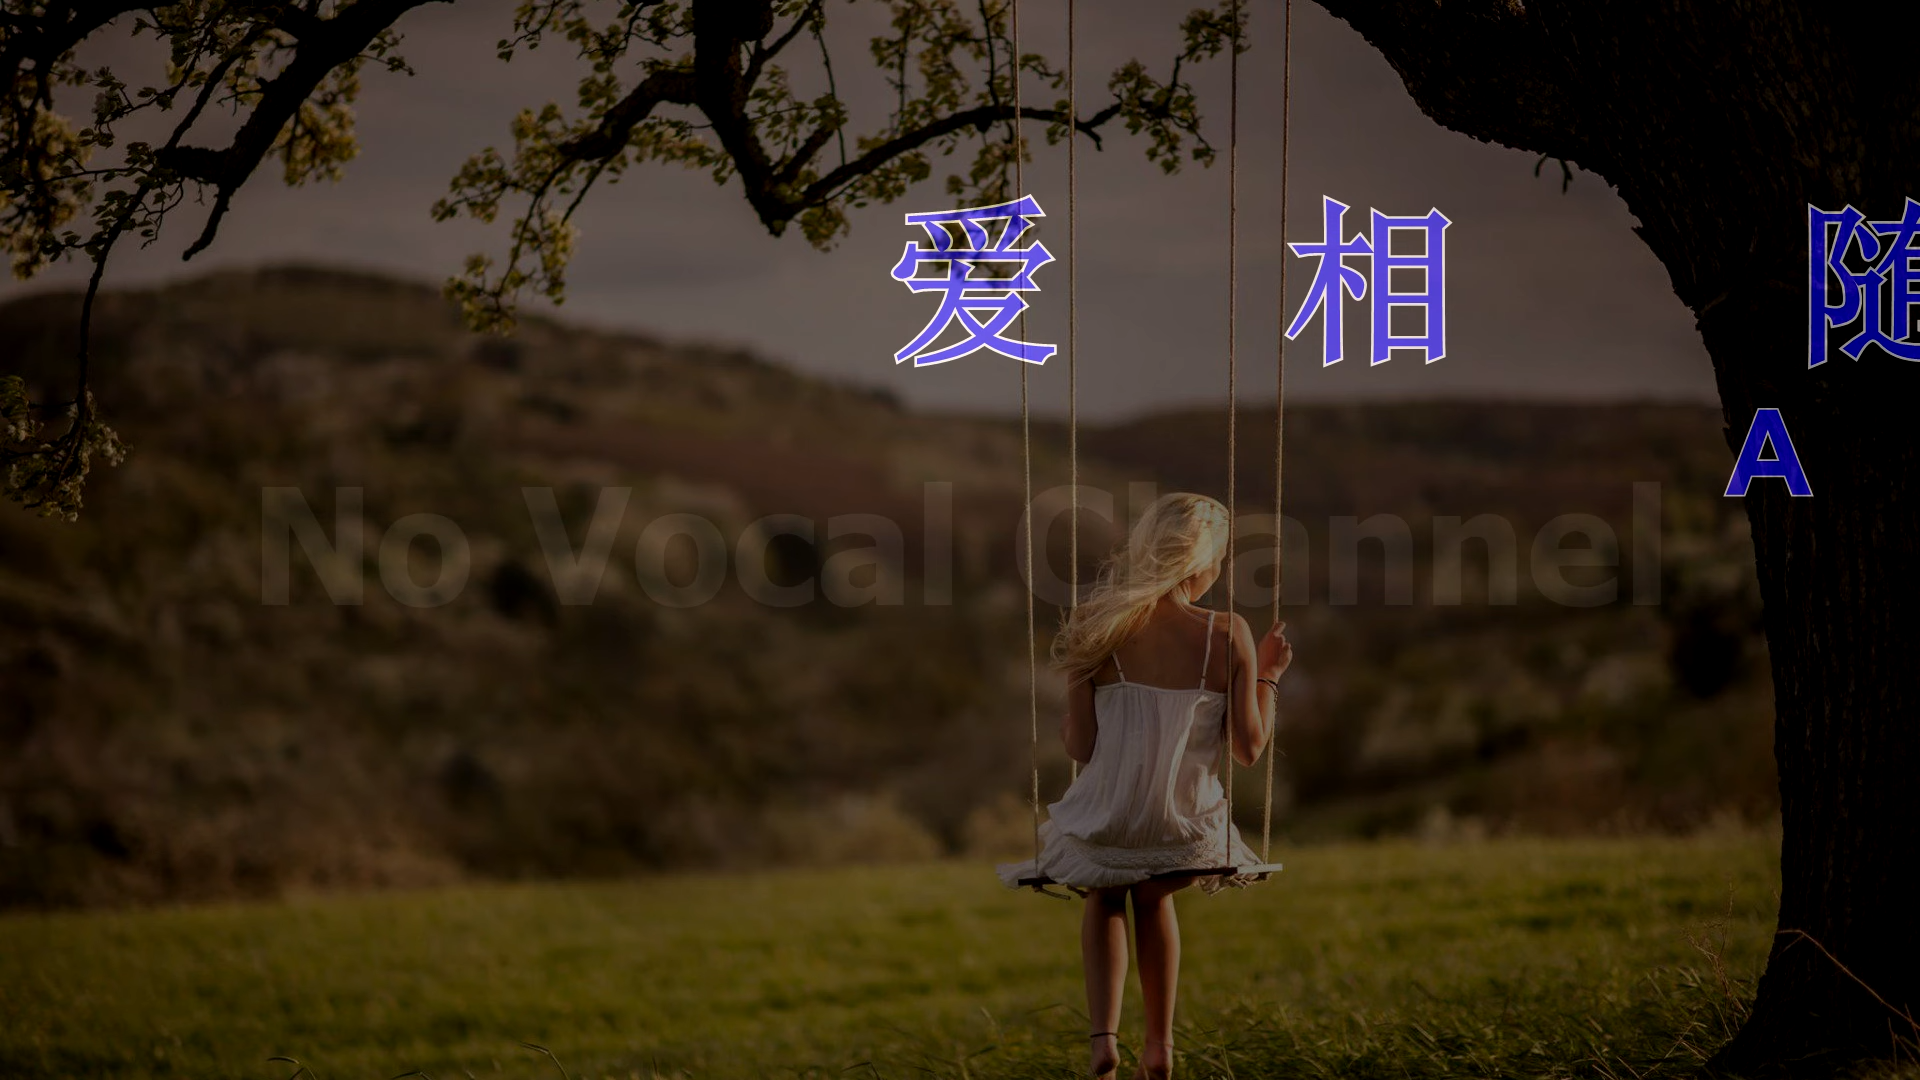 爱 相 随
A
No Vocal Channel